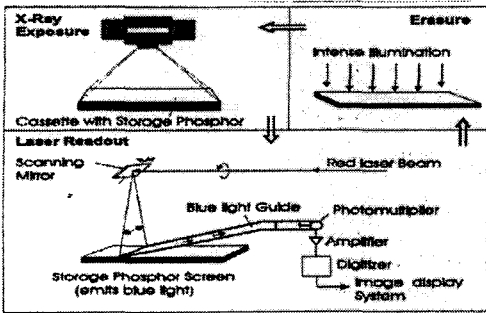 X-Ray
Exposure
Cassette with Storage Phosphor
Erasure
Intense Illumination
Laser Readout
Scanning
Mirror
Red laser Beam
Blue light Guide
Photomultiplier
Amplifier
Digitizer
Image display
System
Storage Phosphor Screen
(emits blue light)